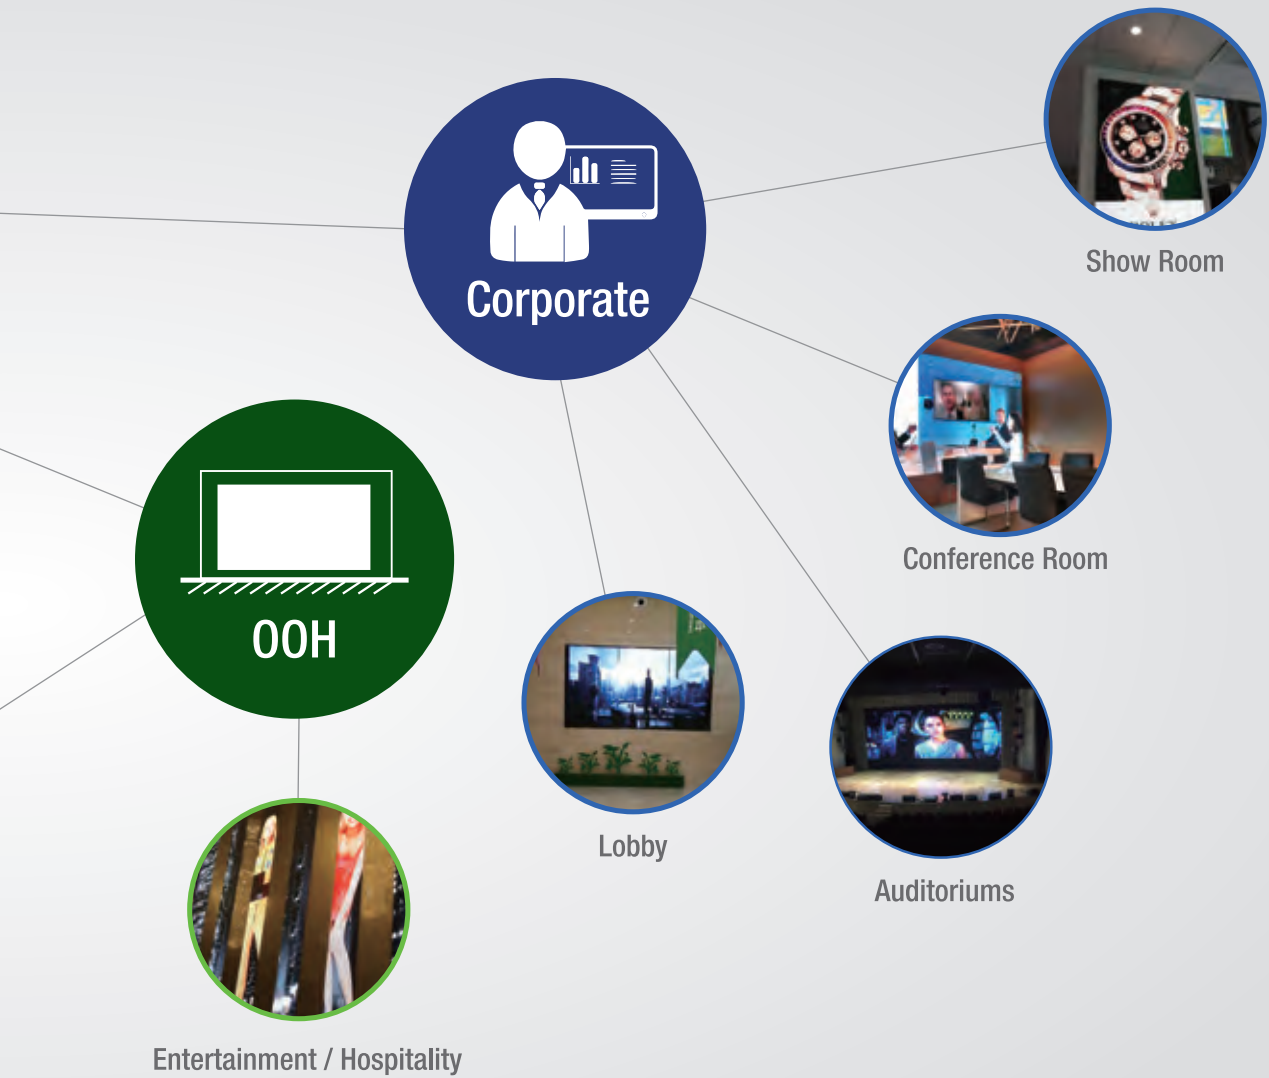 Corporate
Show Room
Conference Room
OOH
Lobby
Auditoriums
Entertainment / Hospitality